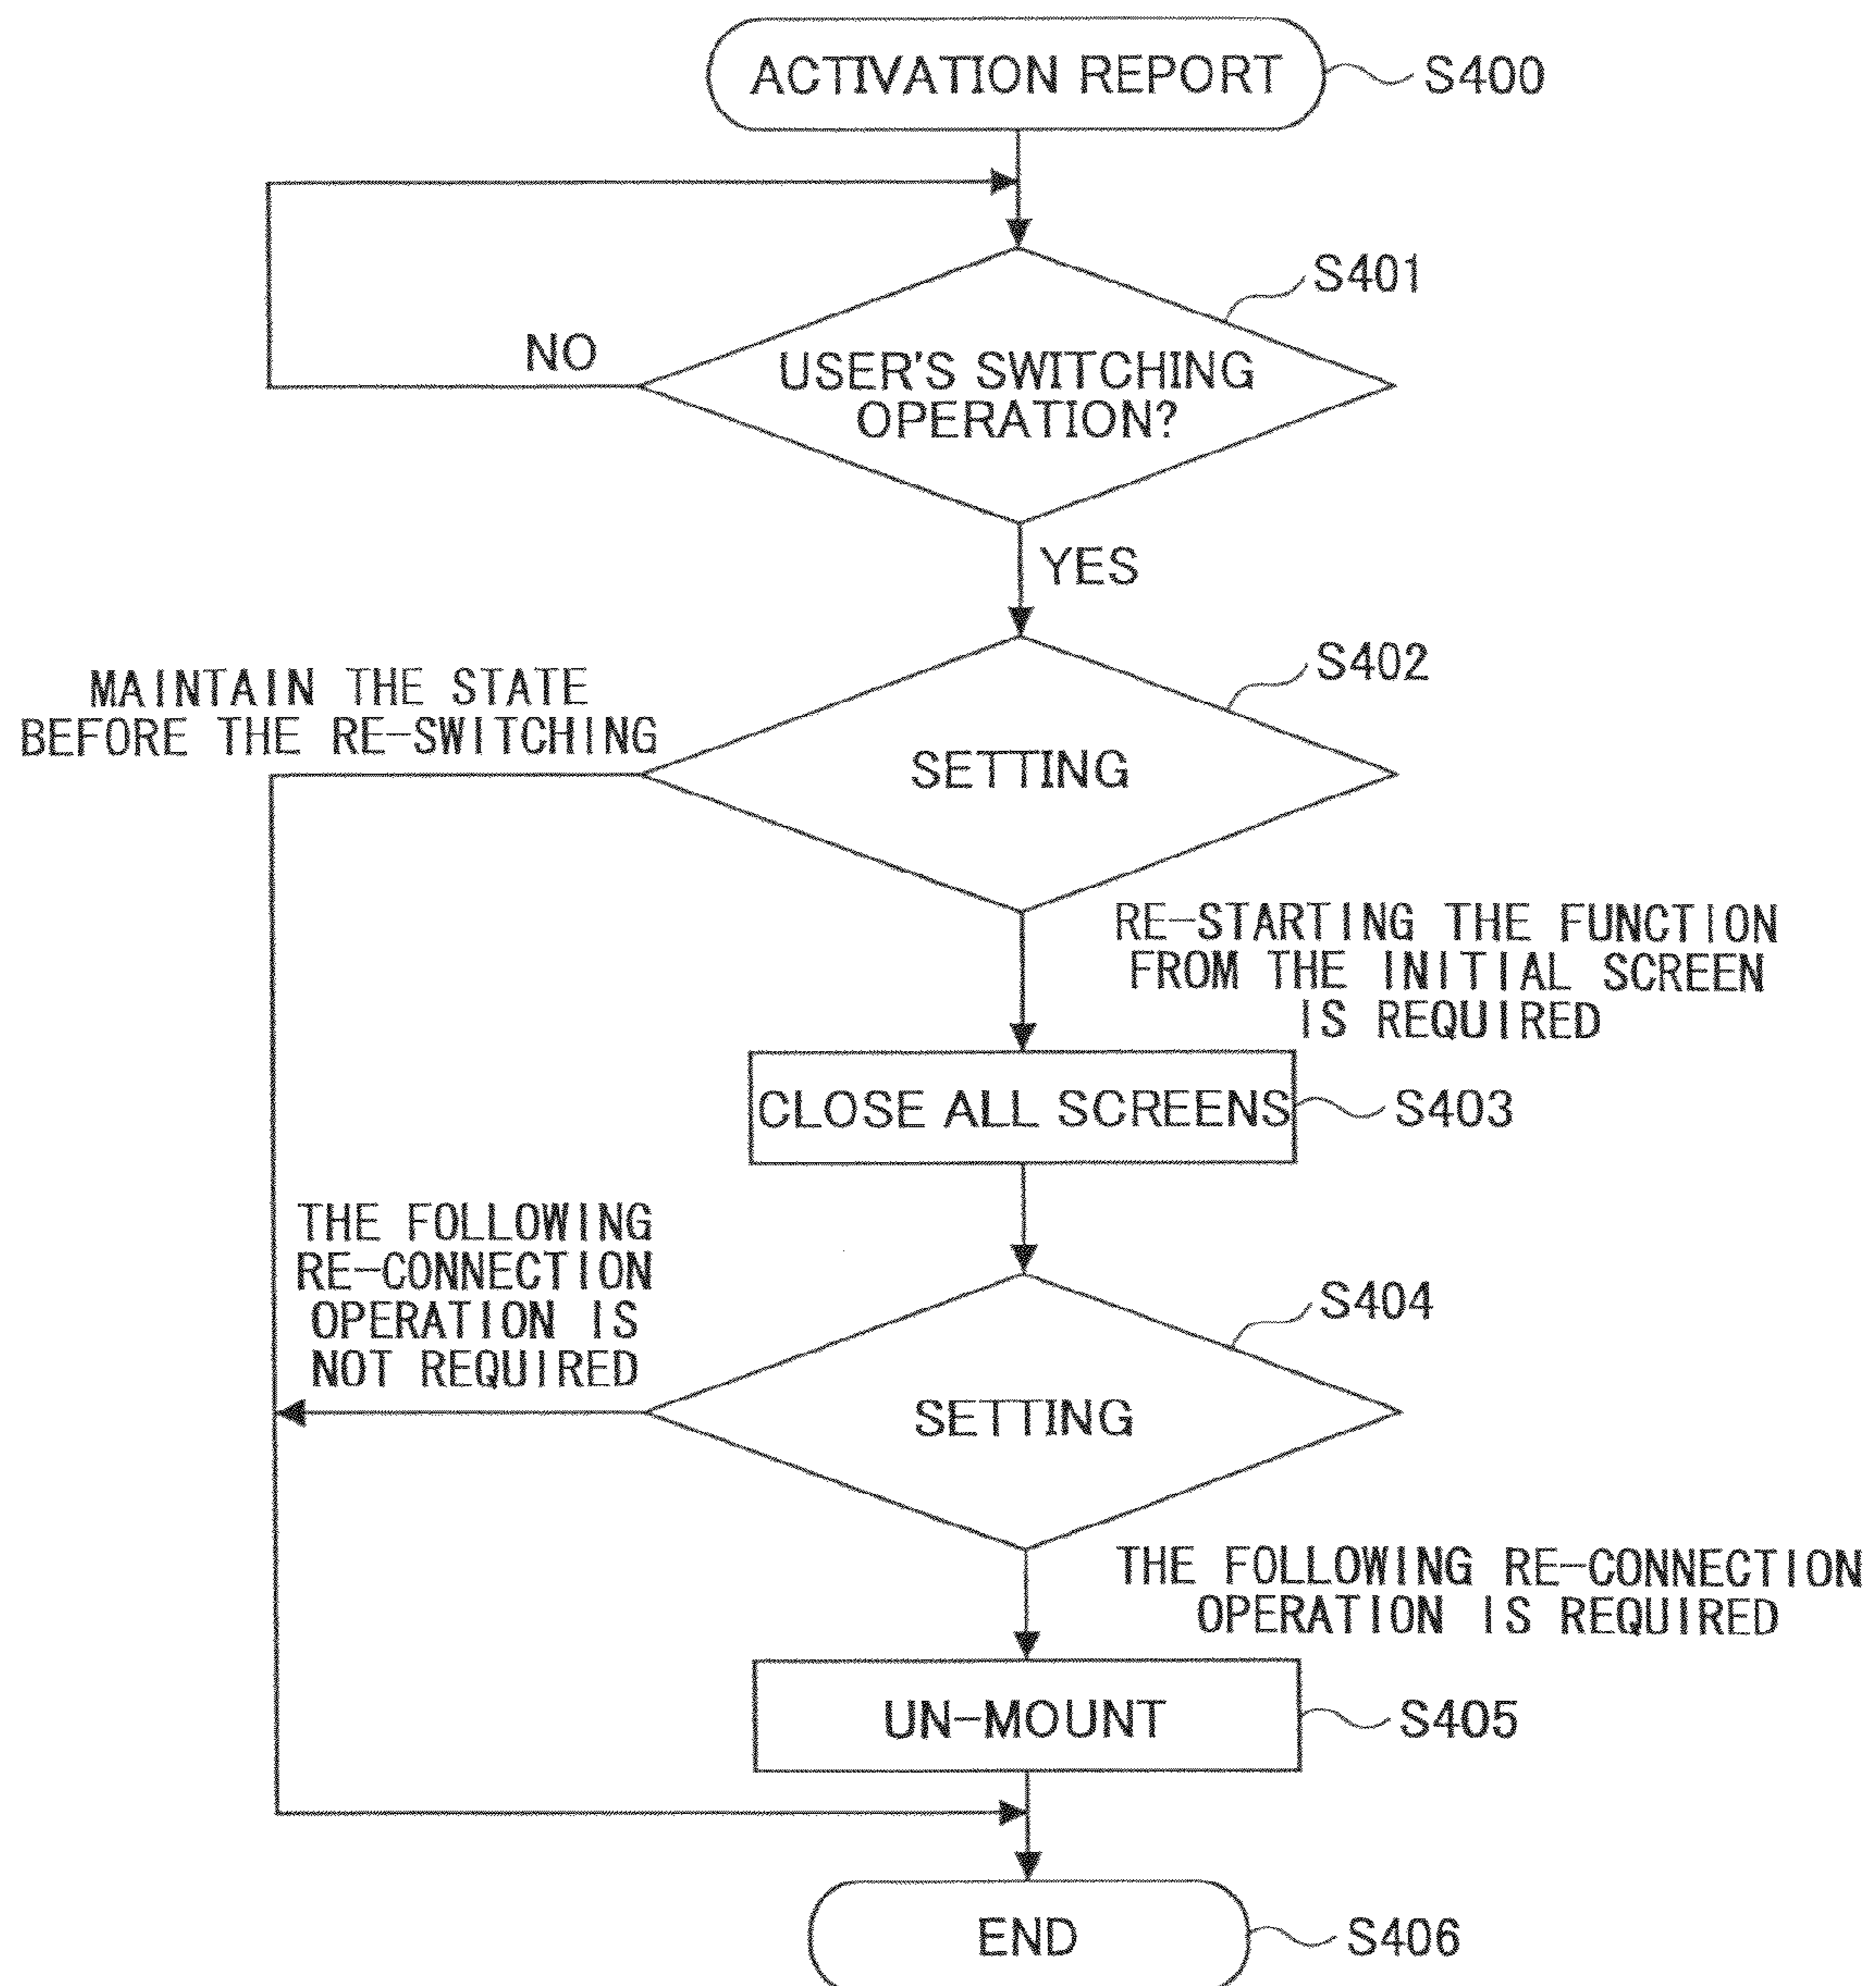 ACTIVATION REPORT
S400
S401
NO
USER'S SWITCHING
OPERATION?
YES
S402
MAINTAIN THE STATE
BEFORE THE RE-SWITCHING
SETTING
RE-STARTING THE FUNCTION
FROM THE INITIAL SCREEN
IS REQUIRED
CLOSE ALL SCREENS
S403
THE FOLLOWING
RE-CONNECTION
OPERATION IS
NOT REQUIRED
S404
SETTING
THE FOLLOWING RE-CONNECTION
OPERATION IS REQUIRED
UN-MOUNT
S405
END
S406